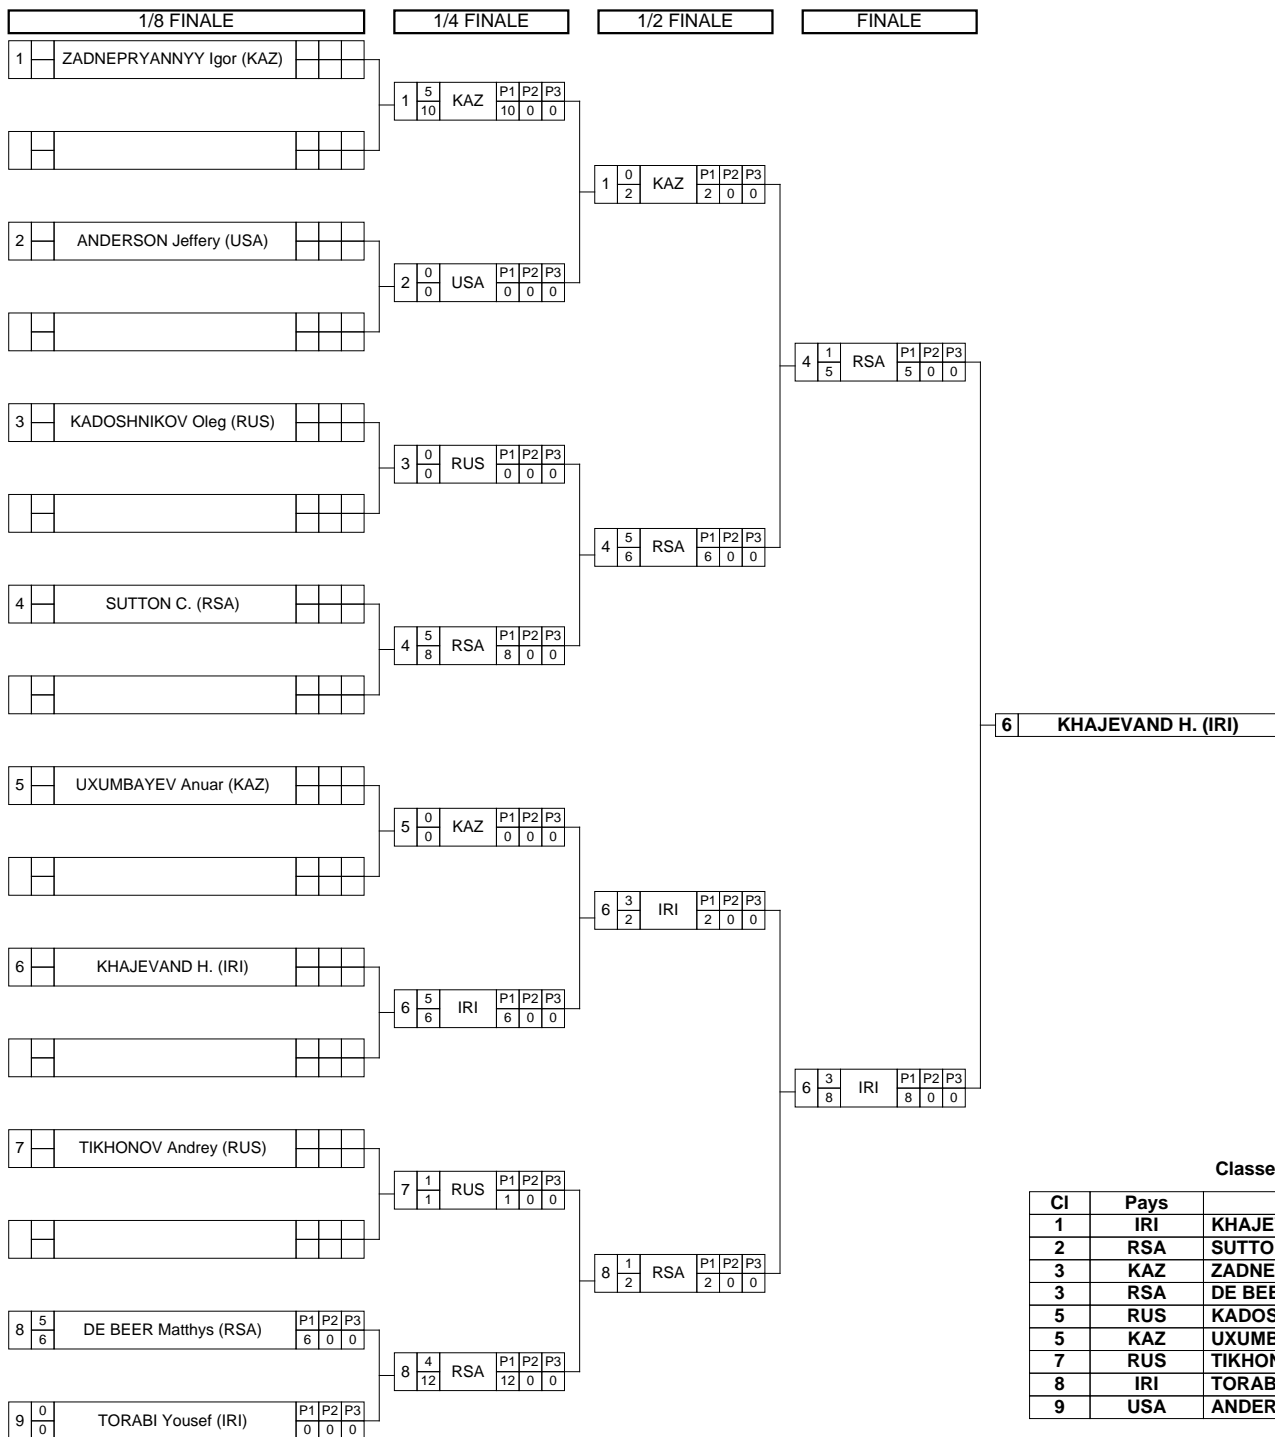 1/8 FINALE 1/4 FINALE 1/2 FINALE FINALE
1 ZADNEPRYANNYY Igor (KAZ)
1 5 10 KAZ P1 P2 P3 10 0 0
1 0 2 KAZ P1 P2 P3 2 0 0
2 ANDERSON Jeffery (USA)
2 0 0 USA P1 P2 P3 0 0 0
4 1 5 RSA P1 P2 P3 5 0 0
3 KADOSHNIKOV Oleg (RUS)
3 0 0 RUS P1 P2 P3 0 0 0
4 5 6 RSA P1 P2 P3 6 0 0
4 SUTTON C. (RSA)
4 5 8 RSA P1 P2 P3 8 0 0
6 KHAJEVAND H. (IRI)
5 UXUMBAYEV Anuar (KAZ)
5 0 0 KAZ P1 P2 P3 0 0 0
6 3 2 IRI P1 P2 P3 2 0 0
6 KHAJEVAND H. (IRI)
6 5 6 IRI P1 P2 P3 6 0 0
6 3 8 IRI P1 P2 P3 8 0 0
7 TIKHONOV Andrey (RUS)
7 1 1 RUS P1 P2 P3 1 0 0
8 1 2 RSA P1 P2 P3 2 0 0
8 5 6 DE BEER Matthys (RSA) P1 P2 P3 6 0 0
8 4 12 RSA P1 P2 P3 12 0 0
9 0 0 TORABI Yousef (IRI) P1 P2 P3 0 0 0
Classe
Cl Pays
1 IRI KHAJE
2 RSA SUTTO
3 KAZ ZADNE
3 RSA DE BEE
5 RUS KADOS
5 KAZ UXUMB
7 RUS TIKHON
8 IRI TORAB
9 USA ANDER